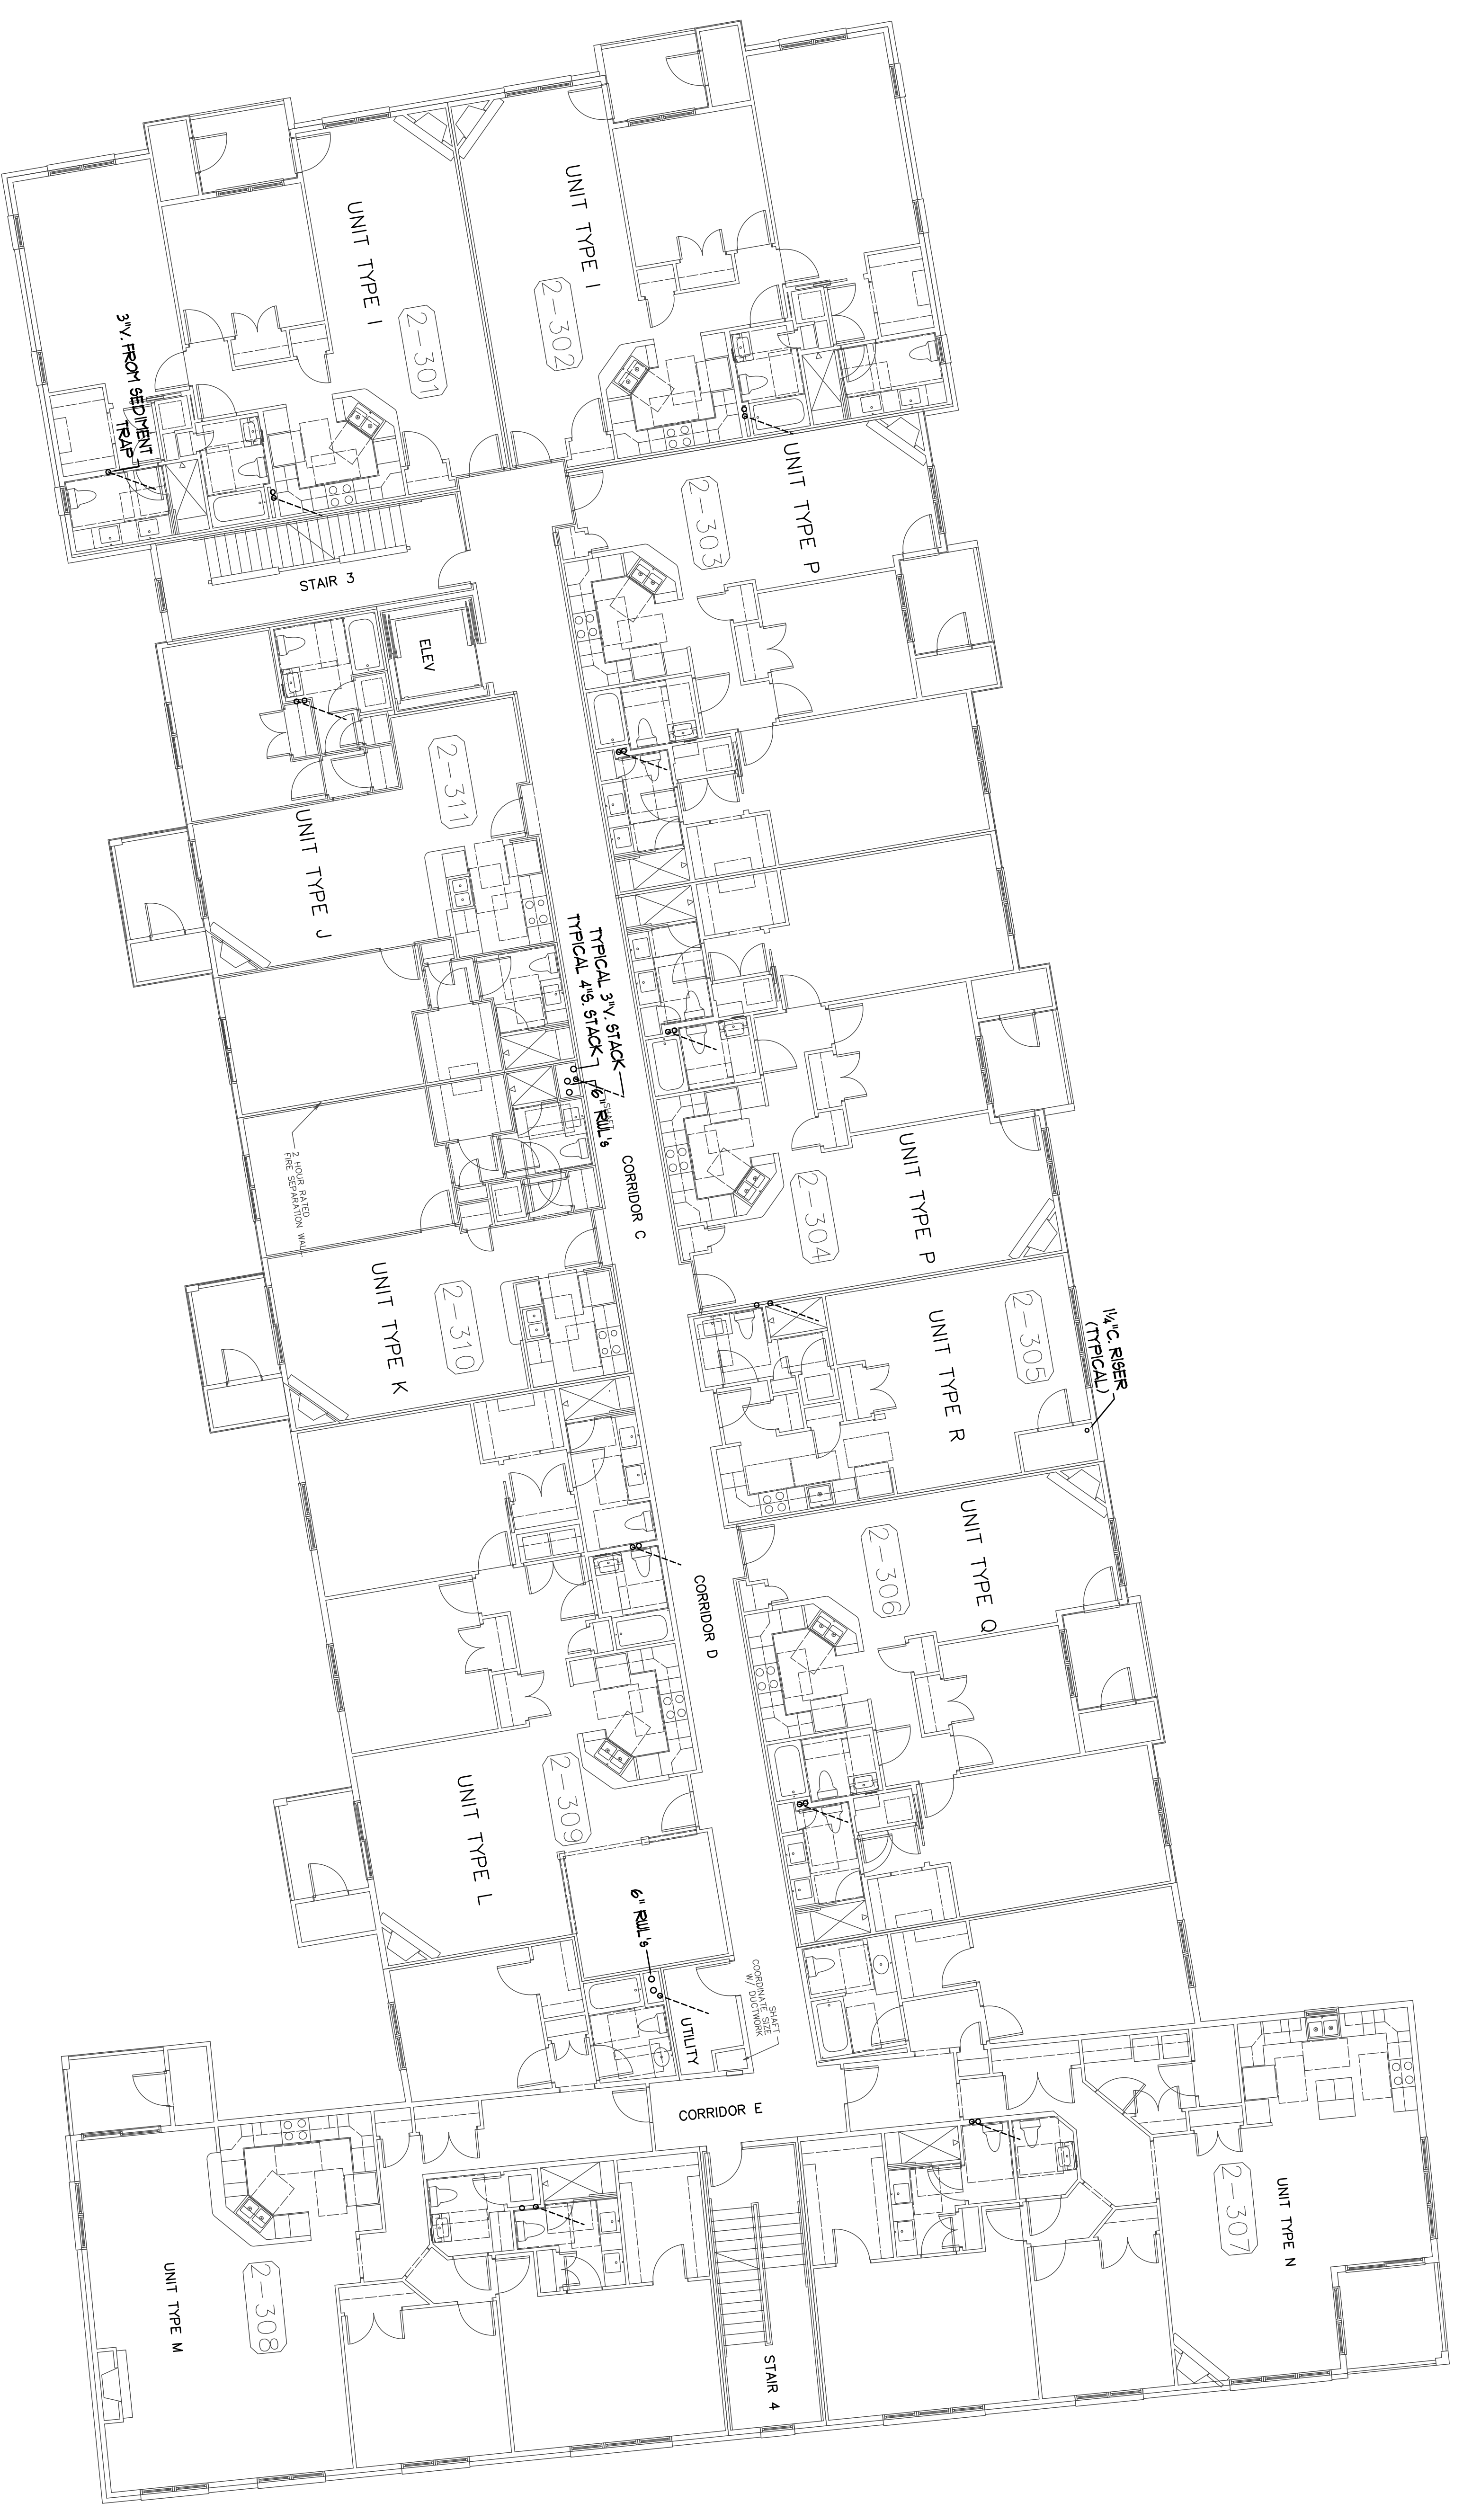 UNIT TYPE I
2-302
UNIT TYPE I
2-301
3"V. FROM SEDIMENT
TRAP
UNIT TYPE P
2-303
STAIR 3
ELEV
2-311
UNIT TYPE J
TYPICAL 3"V. STACK
TYPICAL 4"S. STACK
6" RWL's
SHAFT
CORRIDOR C
2 HOUR RATED
FIRE SEPARATION WALL
UNIT TYPE P
2-304
UNIT TYPE K
2-310
2-305
UNIT TYPE R
1¼"C. RISER
(TYPICAL)
UNIT TYPE Q
2-306
CORRIDOR D
2-309
UNIT TYPE L
6" RWL's
SHAFT
COORDINATE SIZE
W/ DUCTWORK
UTILITY
CORRIDOR E
2-307
UNIT TYPE N
UNIT TYPE M
2-308
STAIR 4